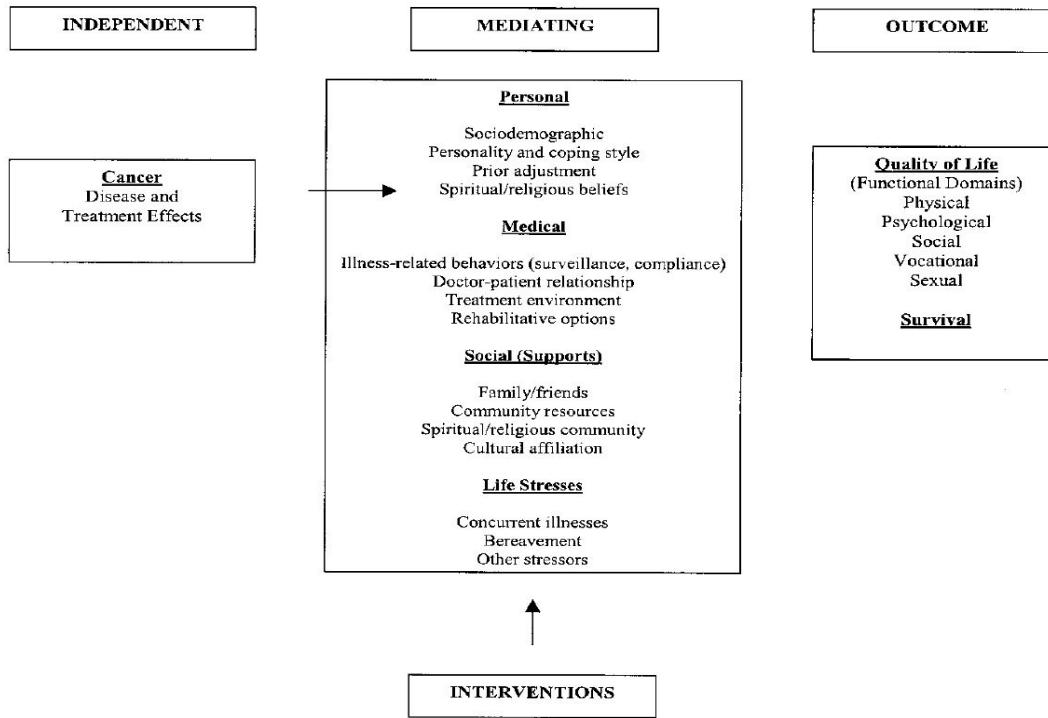 INDEPENDENT
MEDIATING
OUTCOME
Cancer
Disease and
Treatment Effects
Personal
Sociodemographic
Personality and coping style
Prior adjustment
Spiritual/religious beliefs
Medical
Illness-related behaviors (surveillance, compliance)
Doctor-patient relationship
Treatment environment
Rehabilitative options
Social (Supports)
Family/friends
Community resources
Spiritual/religious community
Cultural affiliation
Life Stresses
Concurrent illnesses
Bereavement
Other stressors
Quality of Life
(Functional Domains)
Physical
Psychological
Social
Vocational
Sexual
Survival
INTERVENTIONS